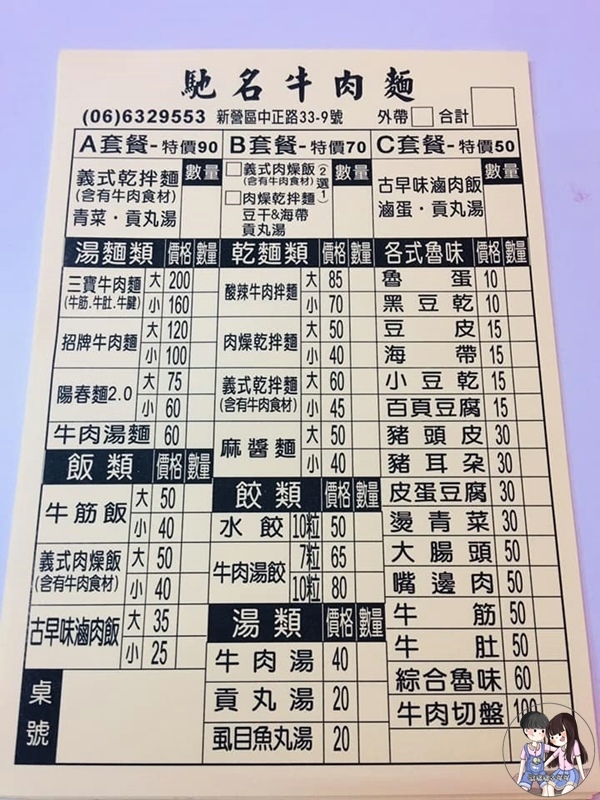 馳名牛肉麵
(06)6329553 新營區中正路33-9號 外帶 合計
A套餐-特價90
數量
義式乾拌麵
(含有牛肉食材)
青菜・貢丸湯
B套餐-特價70
數量
義式肉燥飯
(含有牛肉食材)
肉燥乾拌麵
2選1
豆干&海帶
貢丸湯
C套餐-特價50
數量
古早味滷肉飯
滷蛋・貢丸湯
湯麵類 價格 數量
三寶牛肉麵 大 200
(牛筋.牛肚.牛腱) 小 160
招牌牛肉麵 大 120
小 100
陽春麵2.0 大 75
小 60
牛肉湯麵 60
飯類 價格 數量
牛筋飯 大 50
小 40
義式肉燥飯 大 50
(含有牛肉食材) 小 40
古早味滷肉飯 大 35
小 25
桌號
乾麵類 價格 數量
酸辣牛肉拌麵 大 85
小 70
肉燥乾拌麵 大 50
小 40
義式乾拌麵 大 60
(含有牛肉食材) 小 45
麻醬麵 大 50
小 40
餃類 價格 數量
水餃 10粒 50
牛肉湯餃 7粒 65
10粒 80
湯類 價格 數量
牛肉湯 40
貢丸湯 20
虱目魚丸湯 20
各式魯味 價格 數量
魯蛋 10
黑豆乾 10
豆皮 15
海帶 15
小豆乾 15
百頁豆腐 15
豬頭皮 30
豬耳朵 30
皮蛋豆腐 30
燙青菜 30
大腸頭 50
嘴邊肉 50
牛筋 50
牛肚 50
綜合魯味 60
牛肉切盤 100